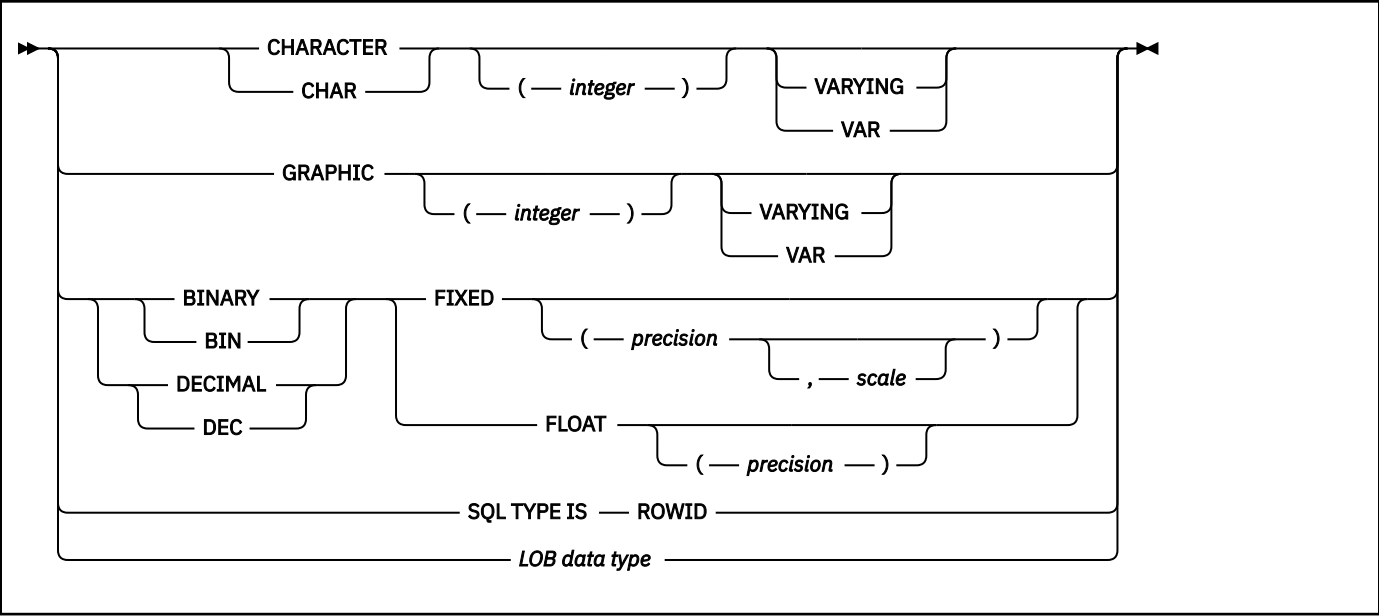 CHARACTER
CHAR
( integer )
VARYING
VAR
GRAPHIC
( integer )
VARYING
VAR
BINARY
BIN
DECIMAL
DEC
FIXED
( precision )
, scale
FLOAT
( precision )
SQL TYPE IS ROWID
LOB data type